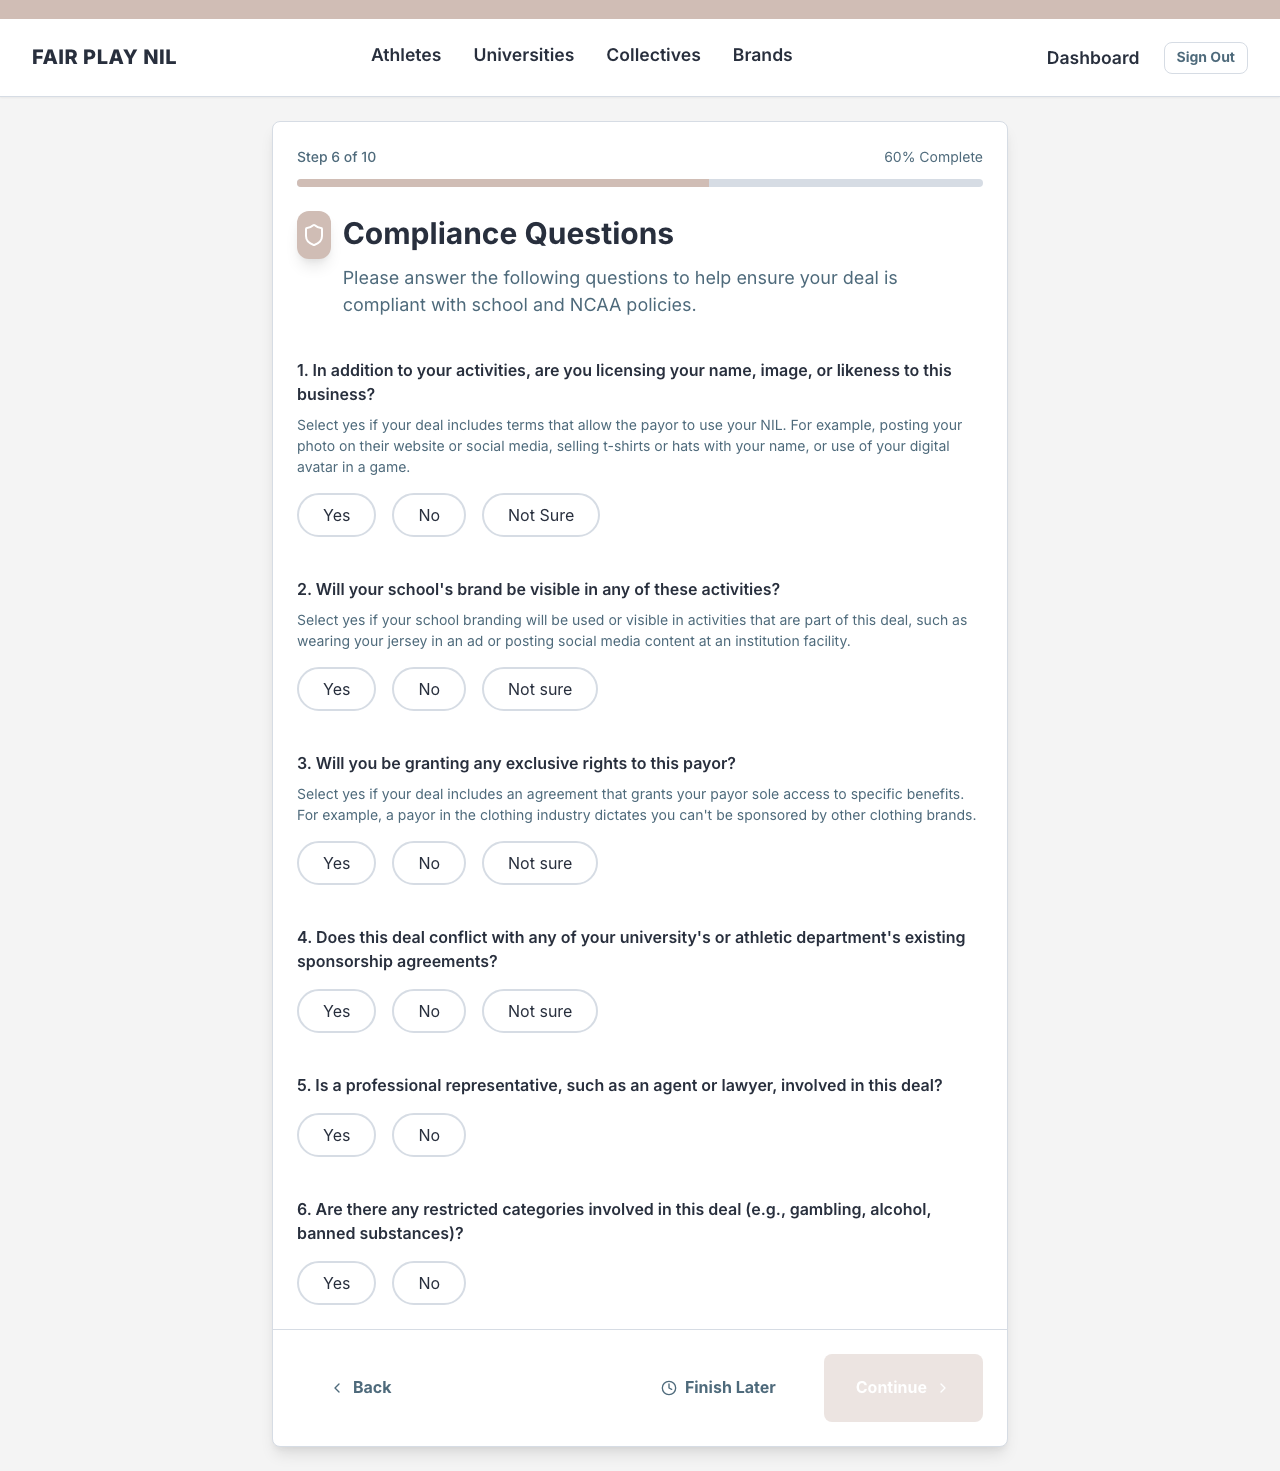 FAIR PLAY NIL
Athletes
Universities
Collectives
Brands
Dashboard
Sign Out
Step 6 of 10
60% Complete
Compliance Questions
Please answer the following questions to help ensure your deal is
compliant with school and NCAA policies.
1. In addition to your activities, are you licensing your name, image, or likeness to this
business?
Select yes if your deal includes terms that allow the payor to use your NIL. For example, posting your
photo on their website or social media, selling t-shirts or hats with your name, or use of your digital
avatar in a game.
Yes
No
Not Sure
2. Will your school's brand be visible in any of these activities?
Select yes if your school branding will be used or visible in activities that are part of this deal, such as
wearing your jersey in an ad or posting social media content at an institution facility.
Yes
No
Not sure
3. Will you be granting any exclusive rights to this payor?
Select yes if your deal includes an agreement that grants your payor sole access to specific benefits.
For example, a payor in the clothing industry dictates you can't be sponsored by other clothing brands.
Yes
No
Not sure
4. Does this deal conflict with any of your university's or athletic department's existing
sponsorship agreements?
Yes
No
Not sure
5. Is a professional representative, such as an agent or lawyer, involved in this deal?
Yes
No
6. Are there any restricted categories involved in this deal (e.g., gambling, alcohol,
banned substances)?
Yes
No
Back
Finish Later
Continue